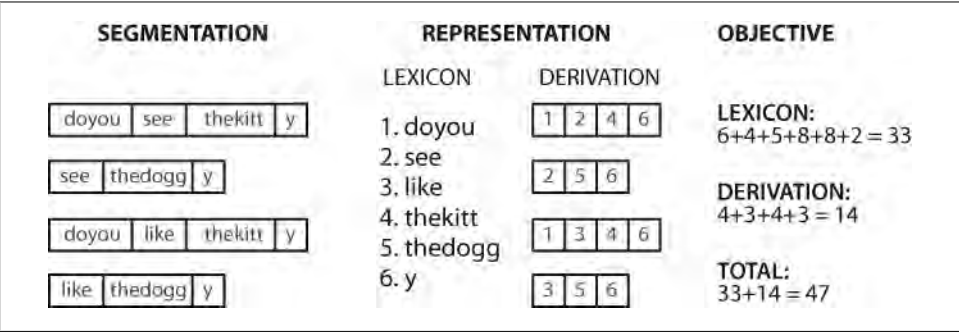 SEGMENTATION REPRESENTATION OBJECTIVE
LEXICON DERIVATION
doyou see thekitt y
see thedogg y
doyou like thekitt y
like thedogg y
1. doyou
2. see
3. like
4. thekitt
5. thedogg
6. y
1 2 4 6
2 5 6
1 3 4 6
3 5 6
LEXICON:
6+4+5+8+8+2 = 33
DERIVATION:
4+3+4+3 = 14
TOTAL:
33+14 = 47